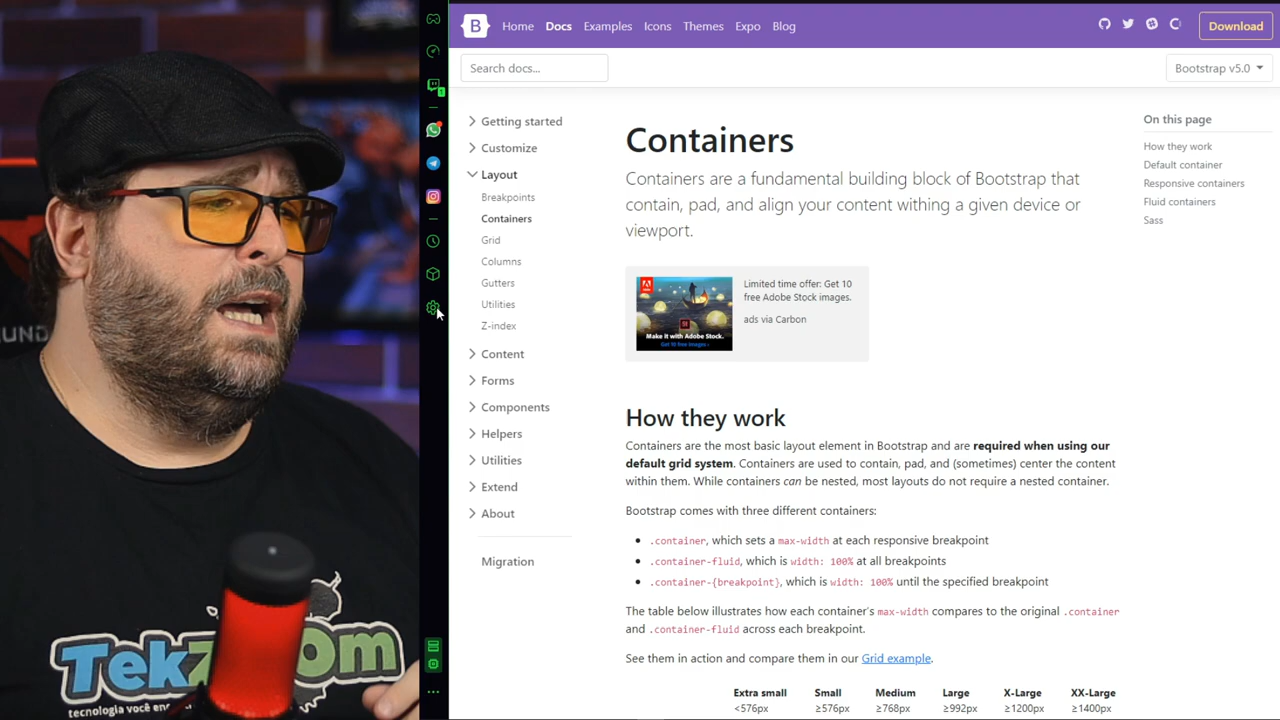 Home Docs Examples Icons Themes Expo Blog
Download
Search docs...
Bootstrap v5.0
Getting started
Customize
Layout
Breakpoints
Containers
Grid
Columns
Gutters
Utilities
Z-index
Content
Forms
Components
Helpers
Utilities
Extend
About
Migration
Containers
Containers are a fundamental building block of Bootstrap that
contain, pad, and align your content withing a given device or
viewport.
Make it with Adobe Stock.
Get 10 free images ›
Limited time offer: Get 10
free Adobe Stock images.
ads via Carbon
How they work
Containers are the most basic layout element in Bootstrap and are required when using our
default grid system. Containers are used to contain, pad, and (sometimes) center the content
within them. While containers can be nested, most layouts do not require a nested container.
Bootstrap comes with three different containers:
.container, which sets a max-width at each responsive breakpoint
.container-fluid, which is width: 100% at all breakpoints
.container-{breakpoint}, which is width: 100% until the specified breakpoint
The table below illustrates how each container's max-width compares to the original .container
and .container-fluid across each breakpoint.
See them in action and compare them in our Grid example.
Extra small Small Medium Large X-Large XX-Large
<576px ≥576px ≥768px ≥992px ≥1200px ≥1400px
On this page
How they work
Default container
Responsive containers
Fluid containers
Sass
UND
tecnologia você en